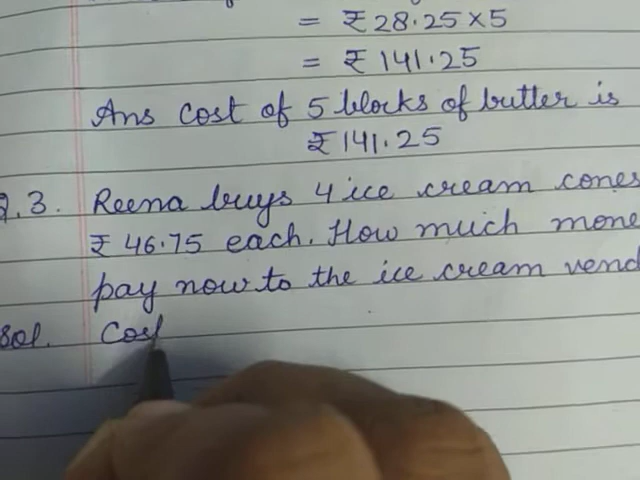 = ₹28.25×5
= ₹141.25
Ans Cost of 5 blocks of butter is
₹141.25
Q.3. Reena buys 4 ice cream cones
₹46.75 each. How much mone
pay now to the ice cream vend
Sol. Cost